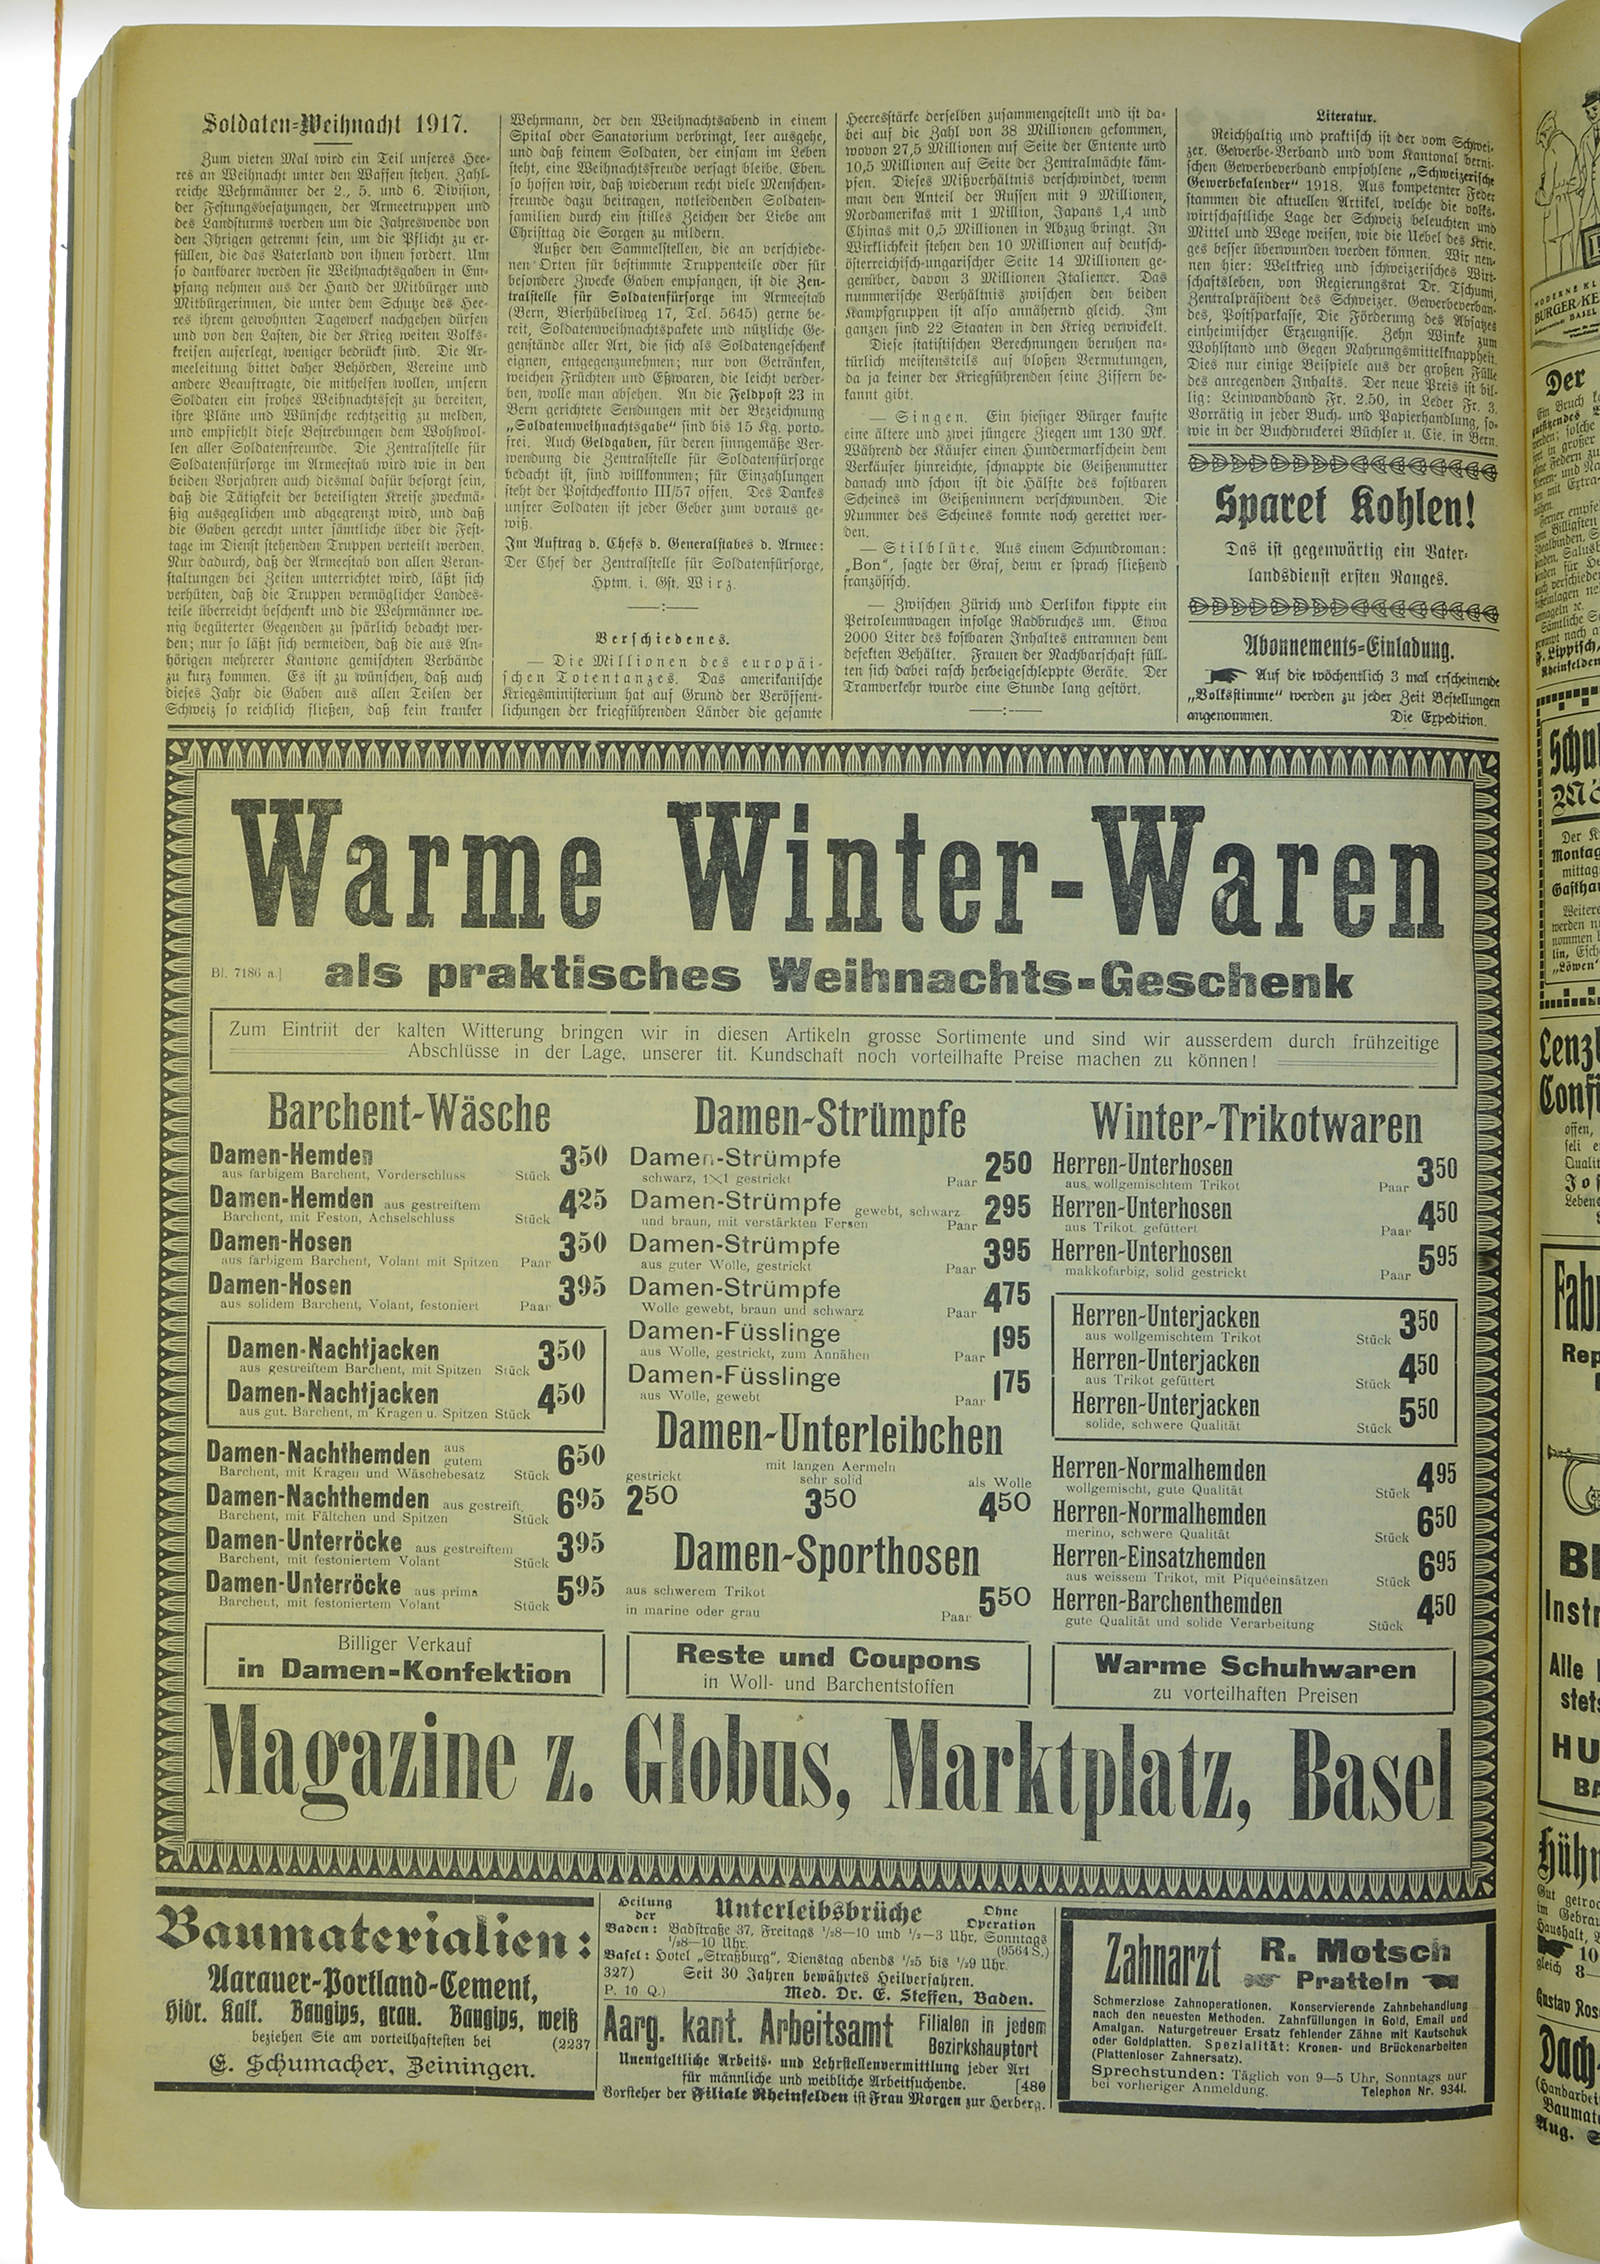 Soldaten-Weihnacht 1917.
Zum vieten Mal wird ein Teil unseres Hee-
res an Weihnacht unter den Waffen stehen. Zahl-
reiche Wehrmänner der 2., 5. und 6. Division,
der Festungsbesatzungen, der Armeetruppen und
des Landsturms werden um die Jahreswende von
den Ihrigen getrennt sein, um die Pflicht zu er-
füllen, die das Vaterland von ihnen fordert. Um
so dankbarer werden sie Weihnachtsgaben in Em-
pfang nehmen aus der Hand der Mitbürger und
Mitbürgerinnen, die unter dem Schutze des Hee-
res ihrem gewohnten Tagewerk nachgehen dürfen
und von den Lasten, die der Krieg weiten Volks-
kreisen auferlegt, weniger bedrückt sind. Die Ar-
meeleitung bittet daher Behörden, Vereine und
andere Beauftragte, die mithelfen wollen, unsern
Soldaten ein frohes Weihnachtsfest zu bereiten,
ihre Pläne und Wünsche rechtzeitig zu melden,
und empfiehlt diese Bestrebungen dem Wohlwol-
len aller Soldatenfreunde. Die Zentralstelle für
Soldatenfürsorge im Armeestab wird wie in den
beiden Vorjahren auch diesmal dafür besorgt sein,
daß die Tätigkeit der beteiligten Kreise zweckmä-
ßig ausgeglichen und abgegrenzt wird, und daß
die Gaben gerecht unter sämtliche über die Fest-
tage im Dienst stehenden Truppen verteilt werden.
Nur dadurch, daß der Armeestab von allen Veran-
staltungen bei Zeiten unterrichtet wird, läßt sich
verhüten, daß die Truppen vermöglicher Landes-
teile überreicht beschenkt und die Wehrmänner we-
nig begüterter Gegenden zu spärlich bedacht wer-
den; nur so läßt sich vermeiden, daß die aus An-
hörigen mehrerer Kantone gemischten Verbände
zu kurz kommen. Es ist zu wünschen, daß auch
dieses Jahr die Gaben aus allen Teilen der
Schweiz so reichlich fließen, daß kein kranker
Wehrmann, der den Weihnachtsabend in einem
Spital oder Sanatorium verbringt, leer ausgehe,
und daß keinem Soldaten, der einsam im Leben
steht, eine Weihnachtsfreude versagt bleibe. Eben-
so hoffen wir, daß wiederum recht viele Menschen-
freunde dazu beitragen, notleidenden Soldaten-
familien durch ein stilles Zeichen der Liebe am
Christtag die Sorgen zu mildern.
Außer den Sammelstellen, die an verschiede-
nen Orten für bestimmte Truppenteile oder für
besondere Zwecke Gaben empfangen, ist die Zen-
tralstelle für Soldatenfürsorge im Armeestab
(Bern, Bierhübeliweg 17, Tel. 5645) gerne be-
reit, Soldatenweihnachtspakete und nützliche Ge-
genstände aller Art, die sich als Soldatengeschenk
eignen, entgegenzunehmen; nur von Getränken,
weichen Früchten und Eßwaren, die leicht verder-
ben, wolle man absehen. An die Feldpost 23 in
Bern gerichtete Sendungen mit der Bezeichnung
„Soldatenweihnachtsgabe“ sind bis 15 Kg. porto-
frei. Auch Geldgaben, für deren sinngemäße Ver-
wendung die Zentralstelle für Soldatenfürsorge
bedacht ist, sind willkommen; für Einzahlungen
steht der Postcheckkonto III/57 offen. Des Dankes
unsrer Soldaten ist jeder Geber zum voraus ge-
wiß.
Im Auftrag d. Chefs d. Generalstabes d. Armee:
Der Chef der Zentralstelle für Soldatenfürsorge,
Hptm. i. Gst. Wirz.
Verschiedenes.
— Die Millionen des europäi-
schen Totentanzes. Das amerikanische
Kriegsministerium hat auf Grund der Veröffent-
lichungen der kriegführenden Länder die gesamte
Heeresstärke derselben zusammengestellt und ist da-
bei auf die Zahl von 38 Millionen gekommen,
wovon 27,5 Millionen auf Seite der Entente und
10,5 Millionen auf Seite der Zentralmächte käm-
pfen. Dieses Mißverhältnis verschwindet, wenn
man den Anteil der Russen mit 9 Millionen,
Nordamerikas mit 1 Million, Japans 1,4 und
Chinas mit 0,5 Millionen in Abzug bringt. In
Wirklichkeit stehen den 10 Millionen auf deutsch-
österreichisch-ungarischer Seite 14 Millionen ge-
genüber, davon 3 Millionen Italiener. Das
nummerische Verhältnis zwischen den beiden
Kampfgruppen ist also annähernd gleich. Im
ganzen sind 22 Staaten in den Krieg verwickelt.
Diese statistischen Berechnungen beruhen na-
türlich meistensteils auf bloßen Vermutungen,
da ja keiner der Kriegführenden seine Ziffern be-
kannt gibt.
— Singen. Ein hiesiger Bürger kaufte
eine ältere und zwei jüngere Ziegen um 130 Mk.
Während der Käufer einen Hundermarkschein dem
Verkäufer hinreichte, schnappte die Geißenmutter
danach und schon ist die Hälfte des kostbaren
Scheines im Geißeninnern verschwunden. Die
Nummer des Scheines konnte noch gerettet wer-
den.
— Stilblüte. Aus einem Schundroman:
„Bon“, sagte der Graf, denn er sprach fließend
französisch.
— Zwischen Zürich und Oerlikon kippte ein
Petroleumwagen infolge Radbruches um. Etwa
2000 Liter des kostbaren Inhaltes entrannen dem
defekten Behälter. Frauen der Nachbarschaft füll-
ten sich dabei rasch herbeigeschleppte Geräte. Der
Tramverkehr wurde eine Stunde lang gestört.
Literatur.
Reichhaltig und praktisch ist der vom Schwei-
zer. Gewerbe-Verband und vom Kantonal berni-
schen Gewerbeverband empfohlene „Schweizerische
Gewerbekalender“ 1918. Aus kompetenter Feder
stammen die aktuellen Artikel, welche die volks-
wirtschaftliche Lage der Schweiz beleuchten und
Mittel und Wege weisen, wie die Uebel des Krie-
ges besser überwunden werden können. Wir nen-
nen hier: Weltkrieg und schweizerisches Wirt-
schaftsleben, von Regierungsrat Dr. Tschumi,
Zentralpräsident des Schweizer. Gewerbeverban-
des, Postsparkasse, Die Förderung des Absatzes
einheimischer Erzeugnisse. Zehn Winke zum
Wohlstand und Gegen Nahrungsmittelknappheit.
Dies nur einige Beispiele aus der großen Fülle
des anregenden Inhalts. Der neue Preis ist bil-
lig: Leinwandband Fr. 2.50, in Leder Fr. 3.
Vorrätig in jeder Buch- und Papierhandlung, so-
wie in der Buchdruckerei Büchler u. Cie. in Bern.
Sparet Kohlen!
Das ist gegenwärtig ein Vater-
landsdienst ersten Ranges.
Abonnements-Einladung.
Auf die wöchentlich 3 mal erscheinende
„Volksstimme“ werden zu jeder Zeit Bestellungen
angenommen. Die Expedition.
Warme Winter-Waren
Bl. 7186 a.]
als praktisches Weihnachts-Geschenk
Zum Eintritt der kalten Witterung bringen wir in diesen Artikeln grosse Sortimente und sind wir ausserdem durch frühzeitige
Abschlüsse in der Lage, unserer tit. Kundschaft noch vorteilhafte Preise machen zu können!
Barchent-Wäsche
Damen-Hemden 3 50
aus farbigem Barchent, Vorderschluss Stück
Damen-Hemden aus gestreiftem 4 25
Barchent, mit Feston, Achselschluss Stück
Damen-Hosen 3 50
aus farbigem Barchent, Volant mit Spitzen Paar
Damen-Hosen 3 95
aus solidem Barchent, Volant, festoniert Paar
Damen-Nachtjacken 3 50
aus gestreiftem Barchent, mit Spitzen Stück
Damen-Nachtjacken 4 50
aus gut. Barchent, m Kragen u. Spitzen Stück
Damen-Nachthemden aus gutem 6 50
Barchent, mit Kragen und Wäschebesatz Stück
Damen-Nachthemden aus gestreift. 6 95
Barchent, mit Fältchen und Spitzen Stück
Damen-Unterröcke aus gestreiftem 3 95
Barchent, mit festoniertem Volant Stück
Damen-Unterröcke aus prima 5 95
Barchent, mit festoniertem Volant Stück
Billiger Verkauf
in Damen-Konfektion
Damen-Strümpfe
Damen-Strümpfe 2 50
schwarz, 1×1 gestrickt Paar
Damen-Strümpfe gewebt, schwarz 2 95
und braun, mit verstärkten Fersen Paar
Damen-Strümpfe 3 95
aus guter Wolle, gestrickt Paar
Damen-Strümpfe 4 75
Wolle gewebt, braun und schwarz Paar
Damen-Füsslinge 1 95
aus Wolle, gestrickt, zum Annähen Paar
Damen-Füsslinge 1 75
aus Wolle, gewebt Paar
Damen-Unterleibchen
mit langen Aermeln
gestrickt sehr solid als Wolle
2 50 3 50 4 50
Damen-Sporthosen
aus schwerem Trikot
in marine oder grau Paar 5 50
Reste und Coupons
in Woll- und Barchentstoffen
Winter-Trikotwaren
Herren-Unterhosen 3 50
aus wollgemischtem Trikot Paar
Herren-Unterhosen 4 50
aus Trikot gefüttert Paar
Herren-Unterhosen 5 95
makkofarbig, solid gestrickt Paar
Herren-Unterjacken 3 50
aus wollgemischtem Trikot Stück
Herren-Unterjacken 4 50
aus Trikot gefüttert Stück
Herren-Unterjacken 5 50
solide, schwere Qualität Stück
Herren-Normalhemden 4 95
wollgemischt, gute Qualität Stück
Herren-Normalhemden 6 50
merino, schwere Qualität Stück
Herren-Einsatzhemden 6 95
aus weissem Trikot, mit Piquéeinsätzen Stück
Herren-Barchenthemden 4 50
gute Qualität und solide Verarbeitung Stück
Warme Schuhwaren
zu vorteilhaften Preisen
Magazine z. Globus, Marktplatz, Basel
Baumaterialien:
Aarauer-Portland-Cement,
Hidr. Kalk. Baugips, grau. Baugips, weiß
beziehen Sie am vorteilhaftesten bei (2237
E. Schumacher, Zeiningen.
Heilung der Unterleibsbrüche Ohne Operation
Baden: Badstraße 37, Freitags ½8—10 und ½—3 Uhr, Sonntags
½8—10 Uhr. (9564 S.)
Basel: Hotel „Straßburg“, Dienstag abends ½5 bis ½9 Uhr.
327) Seit 30 Jahren bewährtes Heilverfahren.
P. 10 Q.) Med. Dr. E. Steffen, Baden.
Aarg. kant. Arbeitsamt Filialen in jedem
Bezirkshauptort
Unentgeltliche Arbeits- und Lehrstellenvermittlung jeder Art
für männliche und weibliche Arbeitsuchende. [480
Vorsteher der Filiale Rheinfelden ist Frau Morgen zur Herberg.
Zahnarzt R. Motsch
Pratteln
Schmerzlose Zahnoperationen. Konservierende Zahnbehandlung
nach den neuesten Methoden. Zahnfüllungen in Gold, Email und
Amalgan. Naturgetreuer Ersatz fehlender Zähne mit Kautschuk
oder Goldplatten. Spezialität: Kronen- und Brückenarbeiten
(Plattenloser Zahnersatz).
Sprechstunden: Täglich von 9—5 Uhr, Sonntags nur
bei vorheriger Anmeldung. Telephon Nr. 9341.
MODERNE KL
BURGER-KE
BASEL
Der
Lenz
Conf
Fab
Rep
Instr
Alle
stets
HU
BA
Hühn
Gustav Ros
Dach